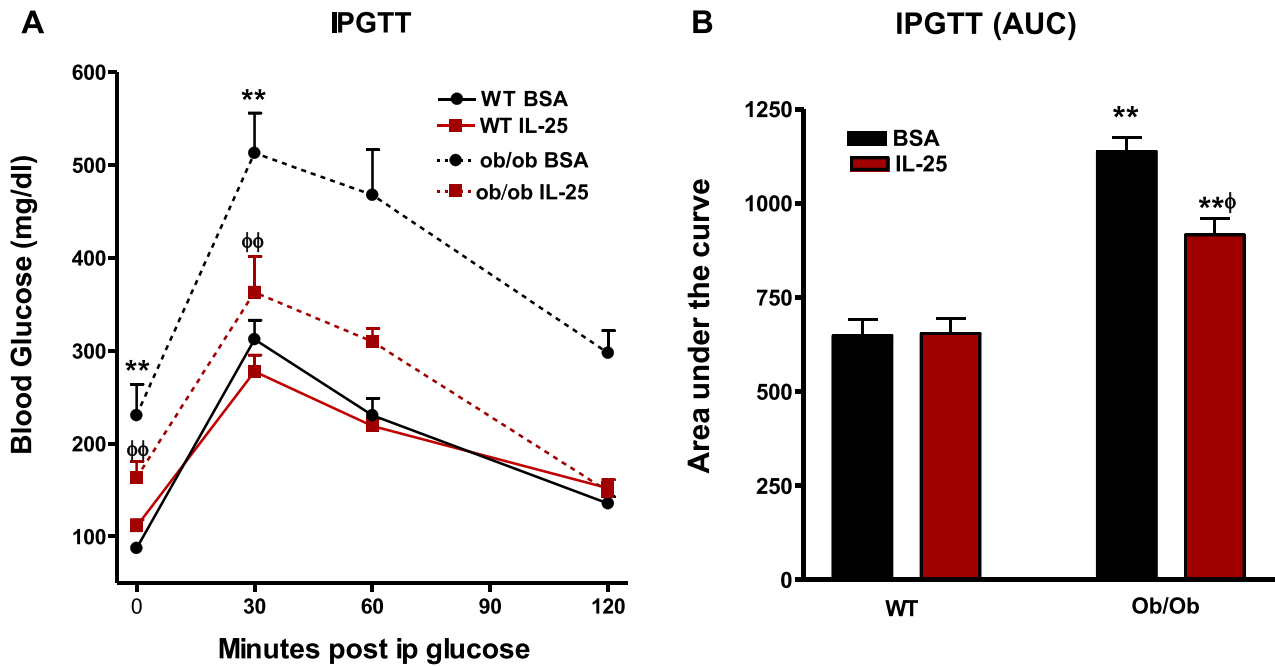 A
IPGTT
600
500
400
300
200
100
Blood Glucose (mg/dl)
**
**
ϕϕ
ϕϕ
WT BSA
WT IL-25
ob/ob BSA
ob/ob IL-25
0
30
60
90
120
Minutes post ip glucose
B
IPGTT (AUC)
1250
1000
750
500
250
0
Area under the curve
BSA
IL-25
**
**ϕ
WT
Ob/Ob